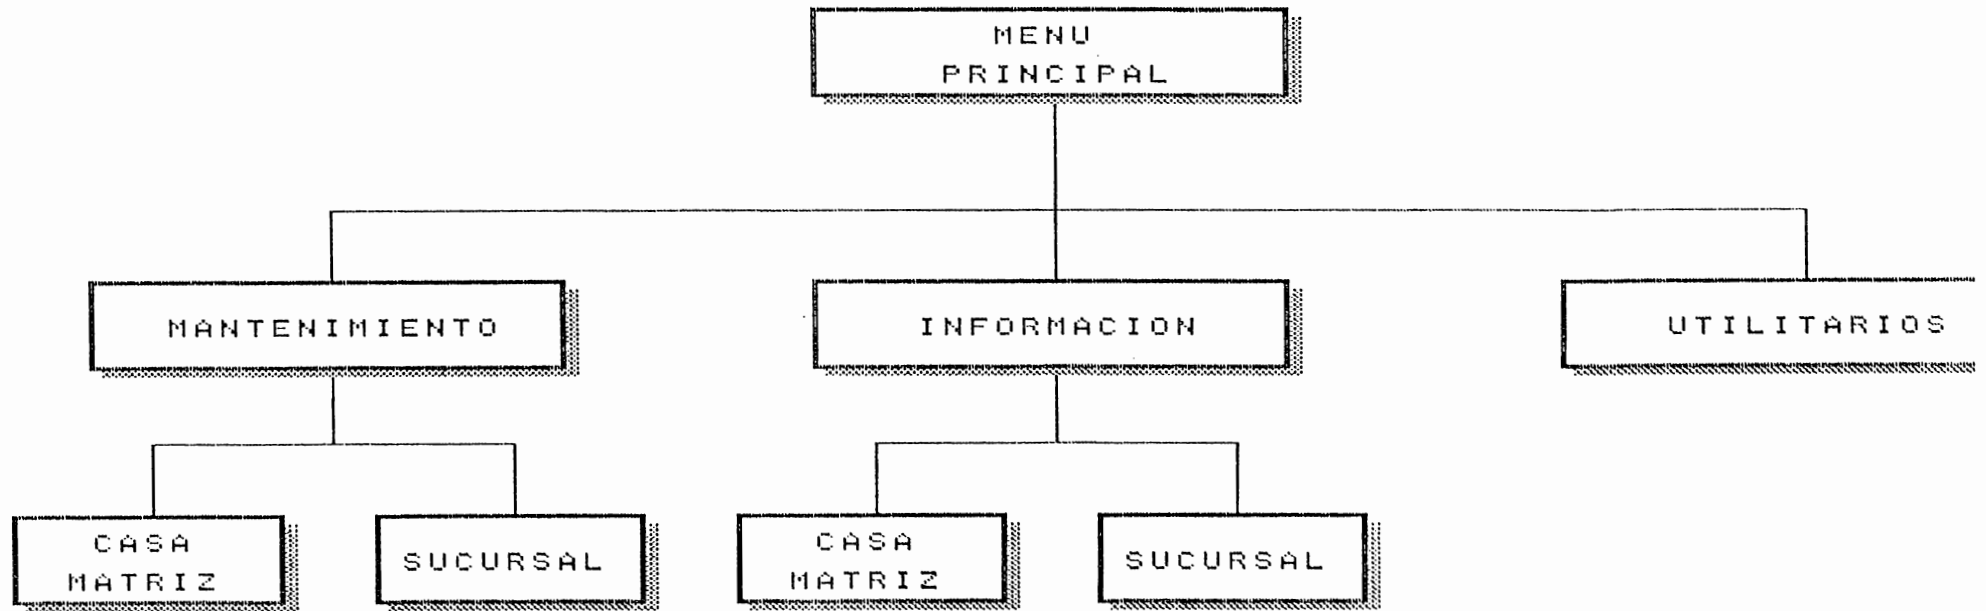 MENU
PRINCIPAL
MANTENIMIENTO
INFORMACION
UTILITARIOS
CASA
MATRIZ
SUCURSAL
CASA
MATRIZ
SUCURSAL